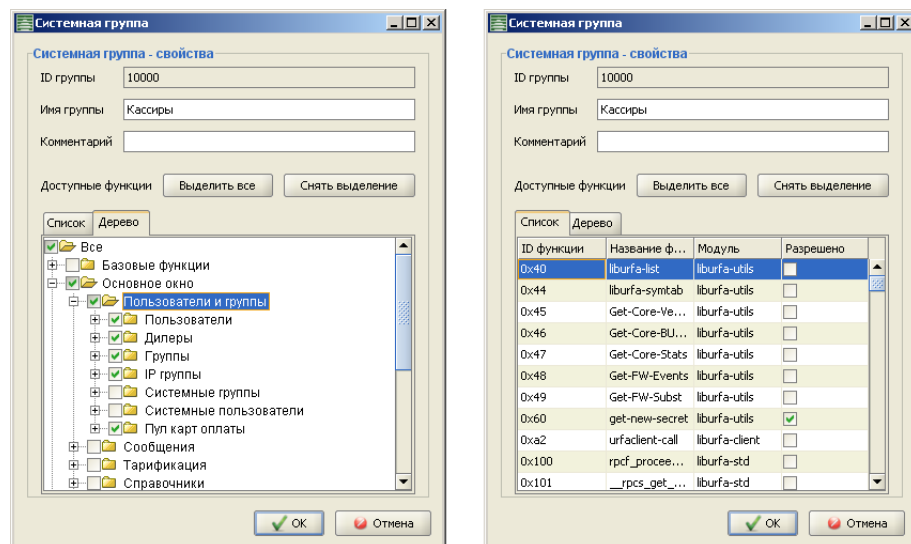 Системная группа
Системная группа - свойства
ID группы 10000
Имя группы Кассиры
Комментарий
Доступные функции Выделить все Снять выделение
Список Дерево
Все
Базовые функции
Основное окно
Пользователи и группы
Пользователи
Дилеры
Группы
IP группы
Системные группы
Системные пользователи
Пул карт оплаты
Сообщения
Тарификация
Справочники
OK Отмена
Системная группа
Системная группа - свойства
ID группы 10000
Имя группы Кассиры
Комментарий
Доступные функции Выделить все Снять выделение
Список Дерево
ID функции Название ф... Модуль Разрешено
0x40 liburfa-list liburfa-utils
0x44 liburfa-symtab liburfa-utils
0x45 Get-Core-Ve... liburfa-utils
0x46 Get-Core-BU... liburfa-utils
0x47 Get-Core-Stats liburfa-utils
0x48 Get-FW-Events liburfa-utils
0x49 Get-FW-Subst liburfa-utils
0x60 get-new-secret liburfa-utils
0xa2 urfaclient-call liburfa-client
0x100 rpcf_procee... liburfa-std
0x101 __rpcs_get_... liburfa-std
OK Отмена